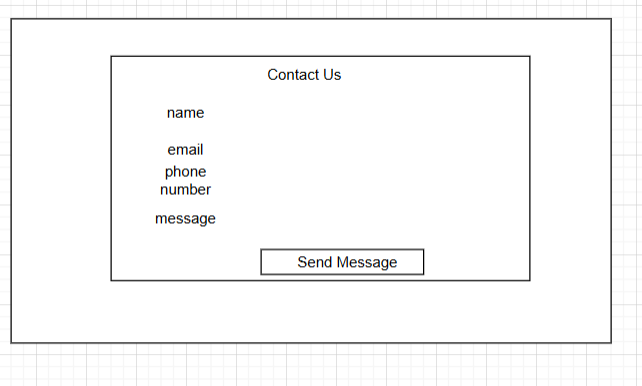 Contact Us
name
email
phone
number
message
Send Message